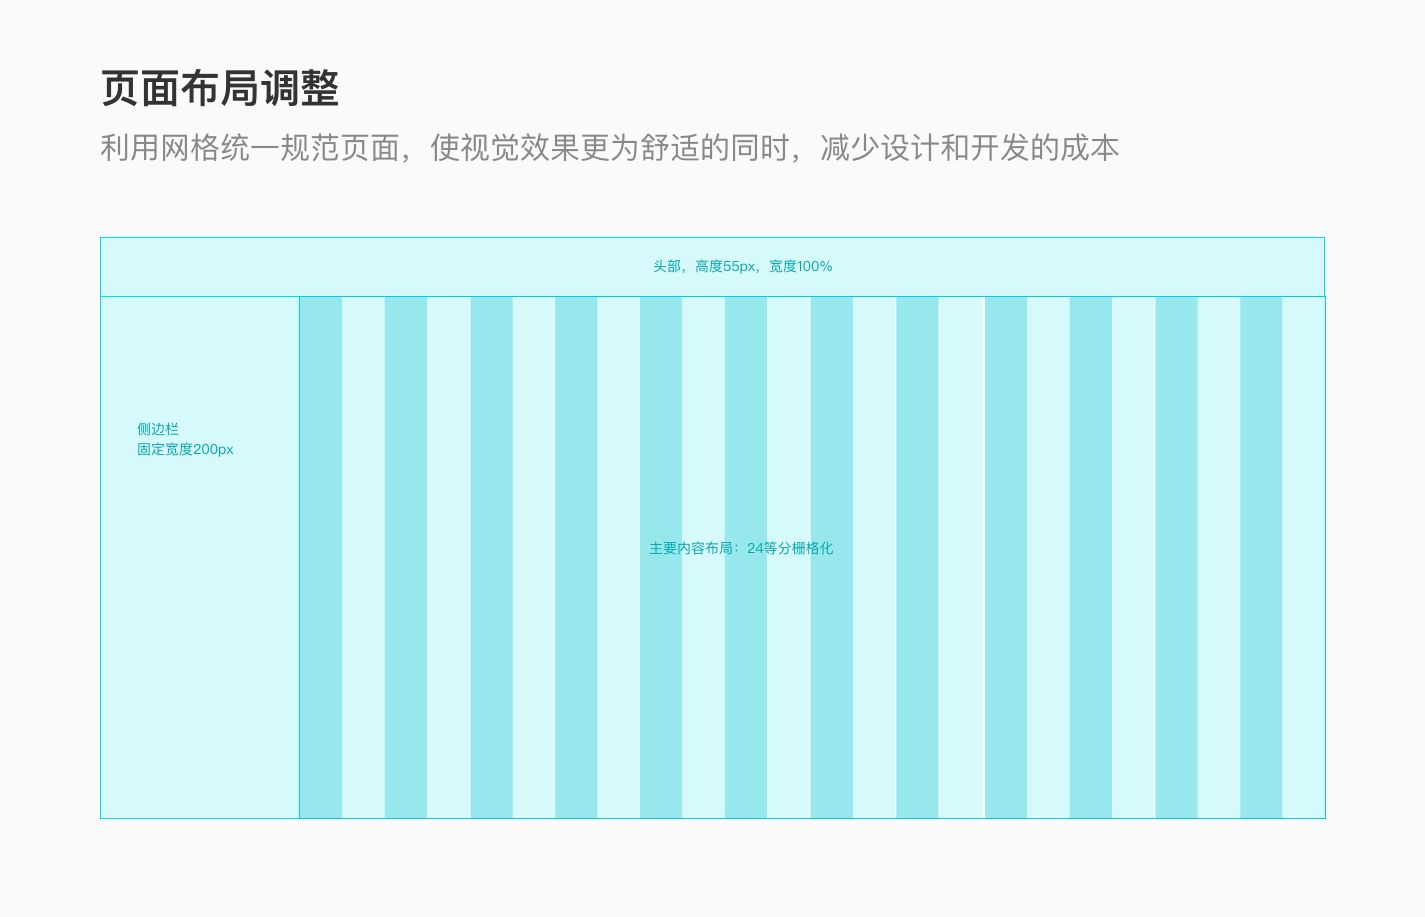 页面布局调整
利用网格统一规范页面，使视觉效果更为舒适的同时，减少设计和开发的成本
头部，高度55px，宽度100%
侧边栏
固定宽度200px
主要内容布局：24等分栅格化